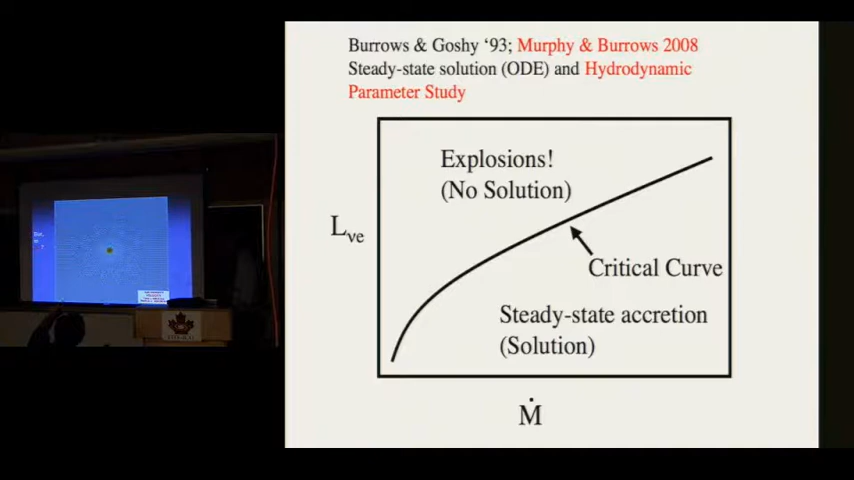 Burrows & Goshy ‘93; Murphy & Burrows 2008
Steady-state solution (ODE) and Hydrodynamic
Parameter Study
Explosions!
(No Solution)
Lνe
Critical Curve
Steady-state accretion
(Solution)
Ṁ